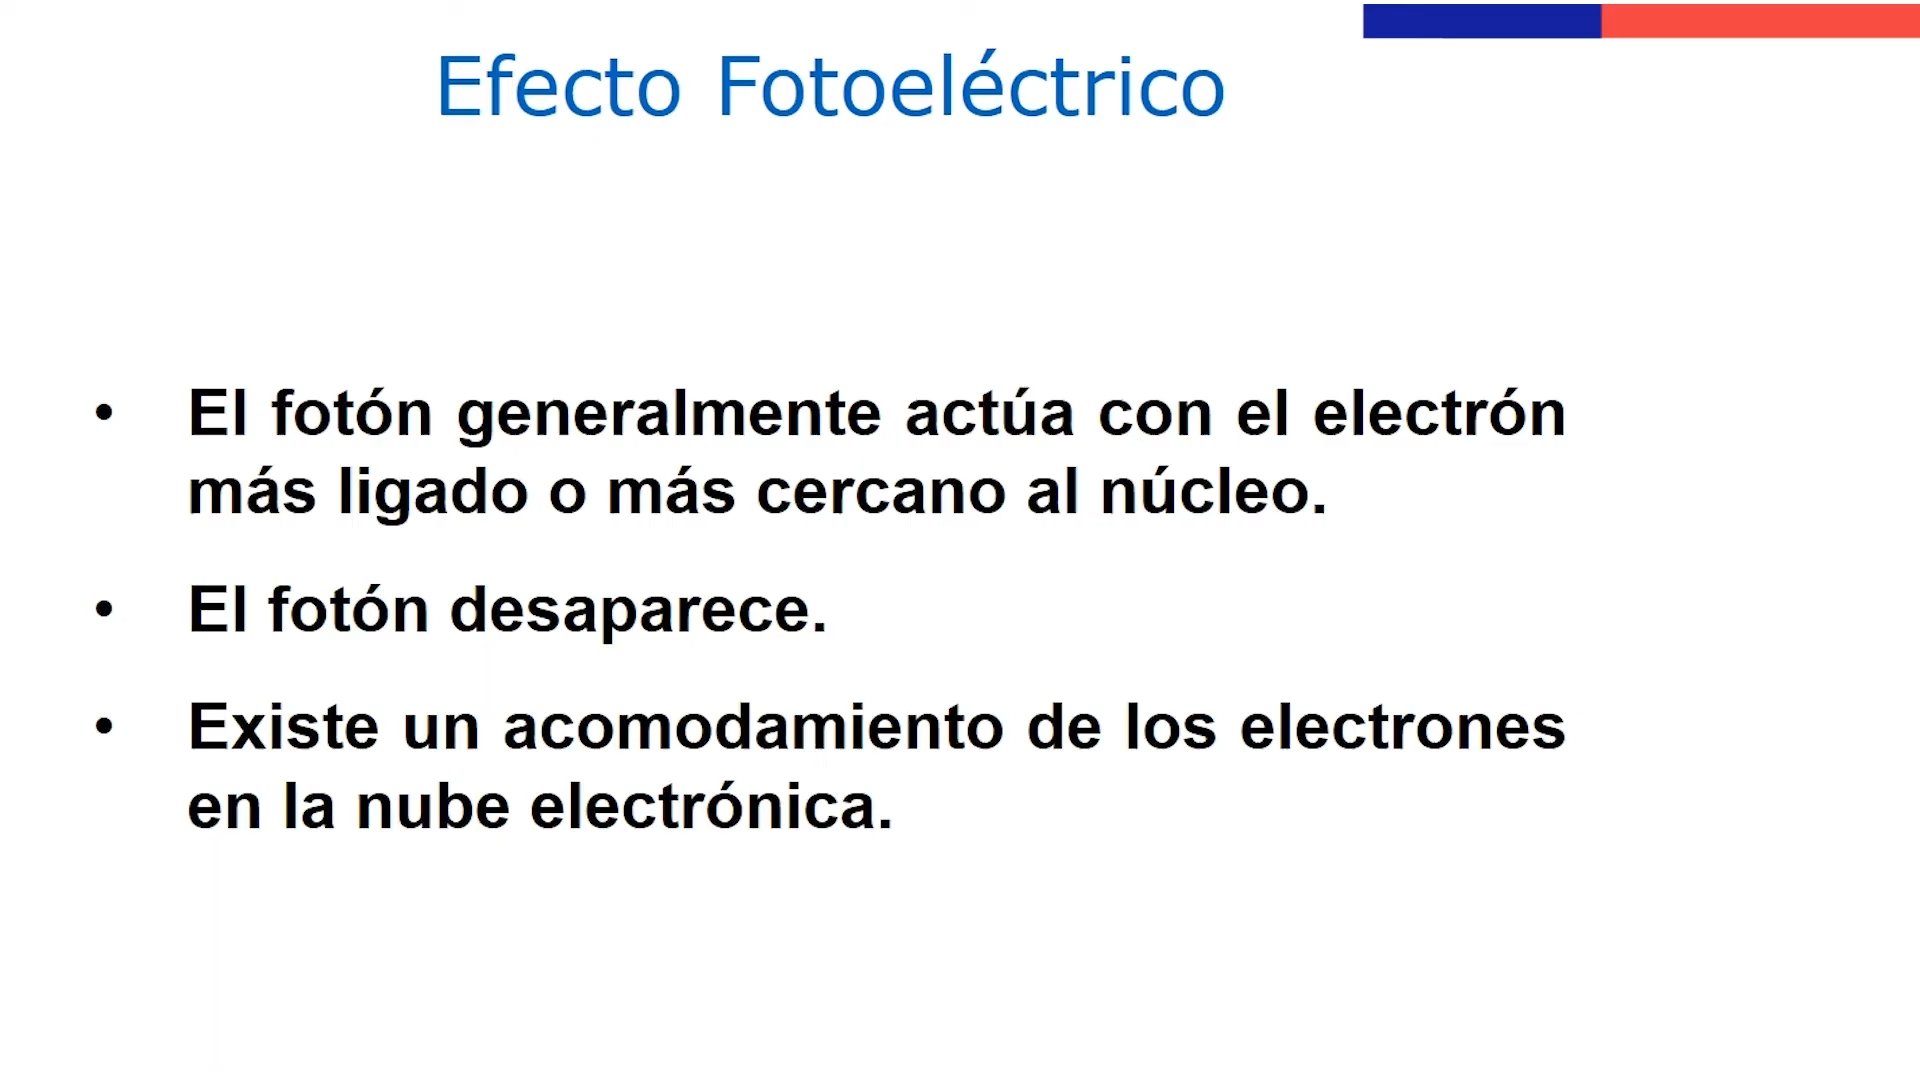 Efecto Fotoeléctrico
• El fotón generalmente actúa con el electrón
más ligado o más cercano al núcleo.
• El fotón desaparece.
• Existe un acomodamiento de los electrones
en la nube electrónica.